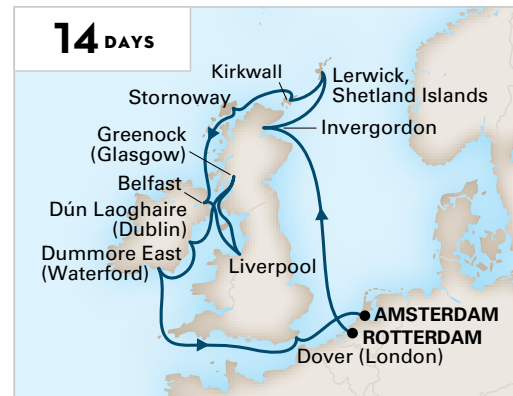 14 DAYS
Kirkwall
Lerwick,
Shetland Islands
Stornoway
Invergordon
Greenock
(Glasgow)
Belfast
Dún Laoghaire
(Dublin)
Dummore East
(Waterford)
Liverpool
AMSTERDAM
ROTTERDAM
Dover (London)